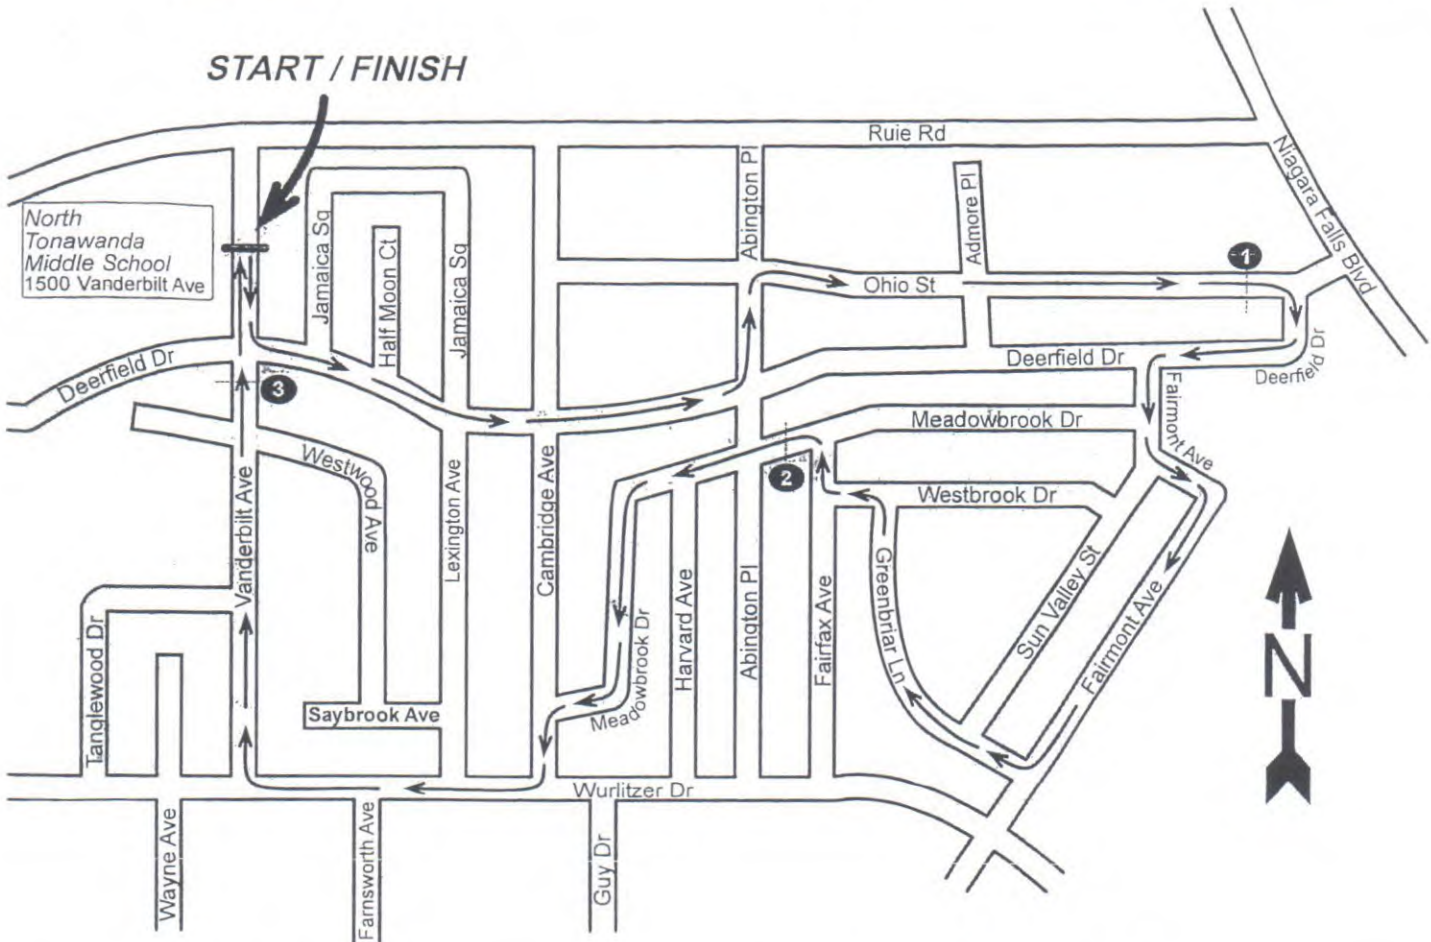 START / FINISH
Ruie Rd
Niagara Falls Blvd
North
Tonawanda
Middle School
1500 Vanderbilt Ave
Jamaica Sq
Half Moon Ct
Jamaica Sq
Abington Pl
Admore Pl
1
Ohio St
Deerfield Dr
Deerfield Dr
Deerfield Dr
3
Fairmont Ave
Meadowbrook Dr
Westwood Ave
Vanderbilt Ave
Lexington Ave
Cambridge Ave
2
Westbrook Dr
Greenbriar Ln
Sun Valley St
Fairmont Ave
Meadowbrook Dr
Harvard Ave
Abington Pl
Fairfax Ave
Tanglewood Dr
Saybrook Ave
Wurlitzer Dr
Wayne Ave
Farnsworth Ave
Guy Dr
N